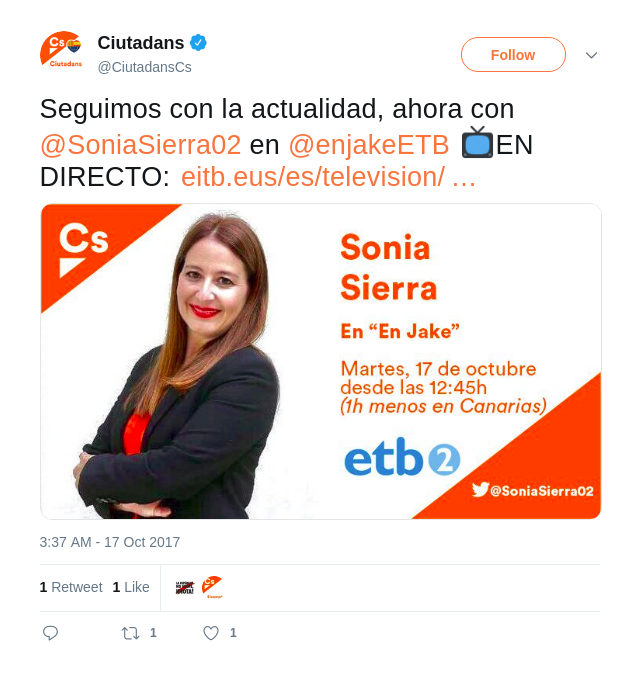 Cs
Ciutadans
Ciutadans
@CiutadansCs
Follow
Seguimos con la actualidad, ahora con
@SoniaSierra02 en @enjakeETB 📺EN
DIRECTO: eitb.eus/es/television/ …
Cs
Sonia
Sierra
En “En Jake”
Martes, 17 de octubre
desde las 12:45h
(1h menos en Canarias)
etb2
@SoniaSierra02
3:37 AM - 17 Oct 2017
1 Retweet 1 Like
Cs
1 1